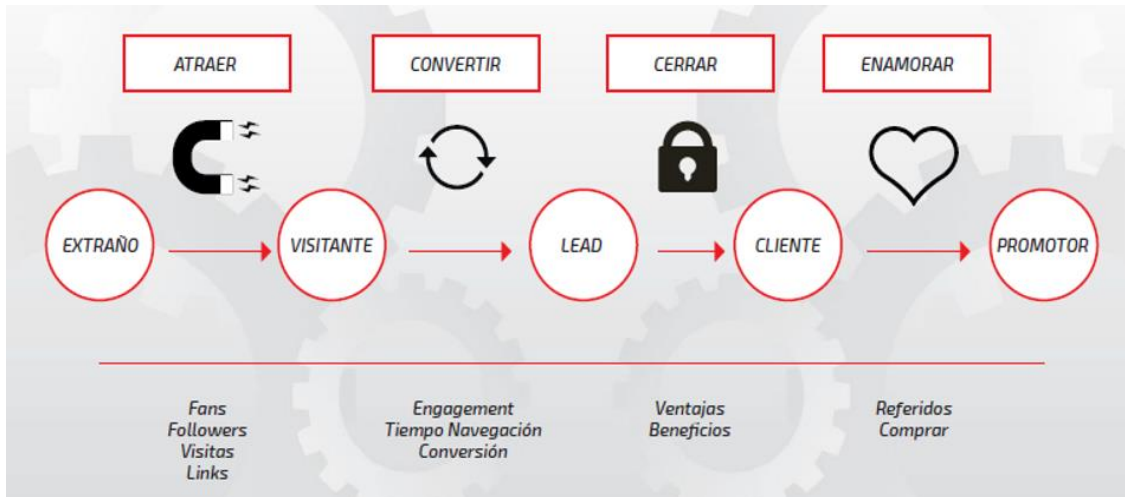 ATRAER
CONVERTIR
CERRAR
ENAMORAR
EXTRAÑO
VISITANTE
LEAD
CLIENTE
PROMOTOR
Fans
Followers
Visitas
Links
Engagement
Tiempo Navegación
Conversión
Ventajas
Beneficios
Referidos
Comprar